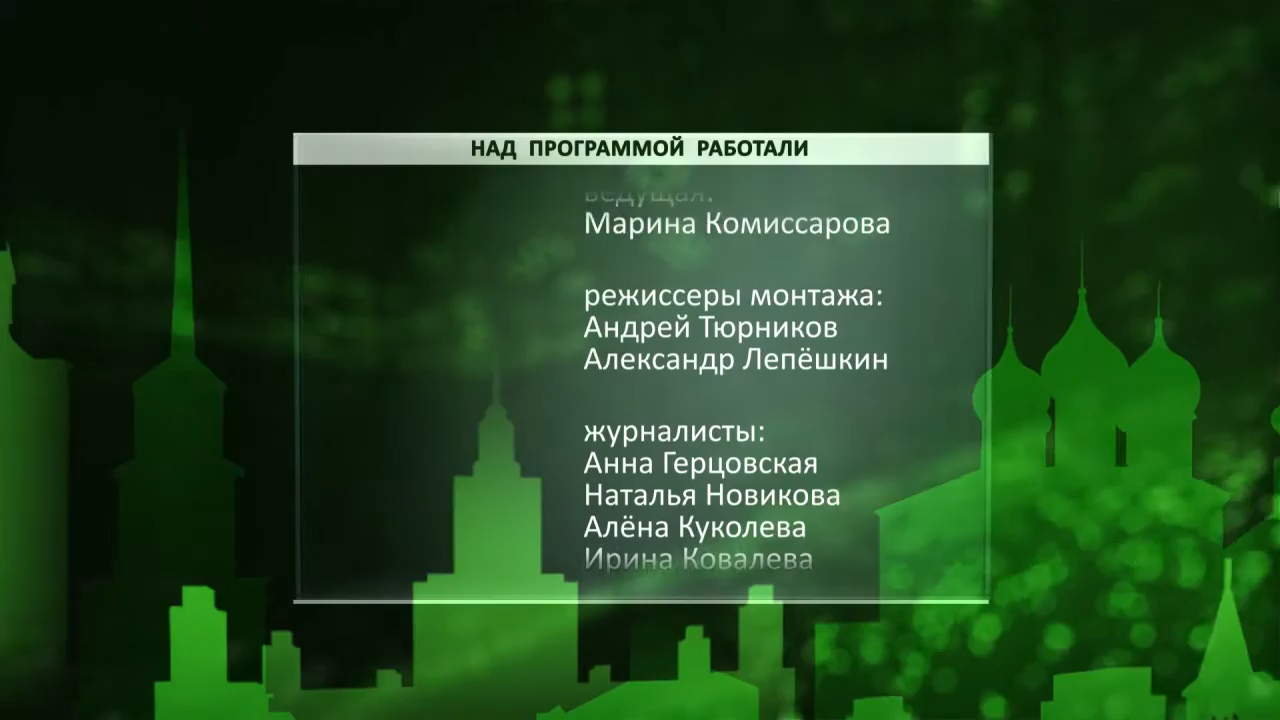 НАД ПРОГРАММОЙ РАБОТАЛИ
ведущая:
Марина Комиссарова
режиссеры монтажа:
Андрей Тюрников
Александр Лепёшкин
журналисты:
Анна Герцовская
Наталья Новикова
Алёна Куколева
Ирина Ковалева